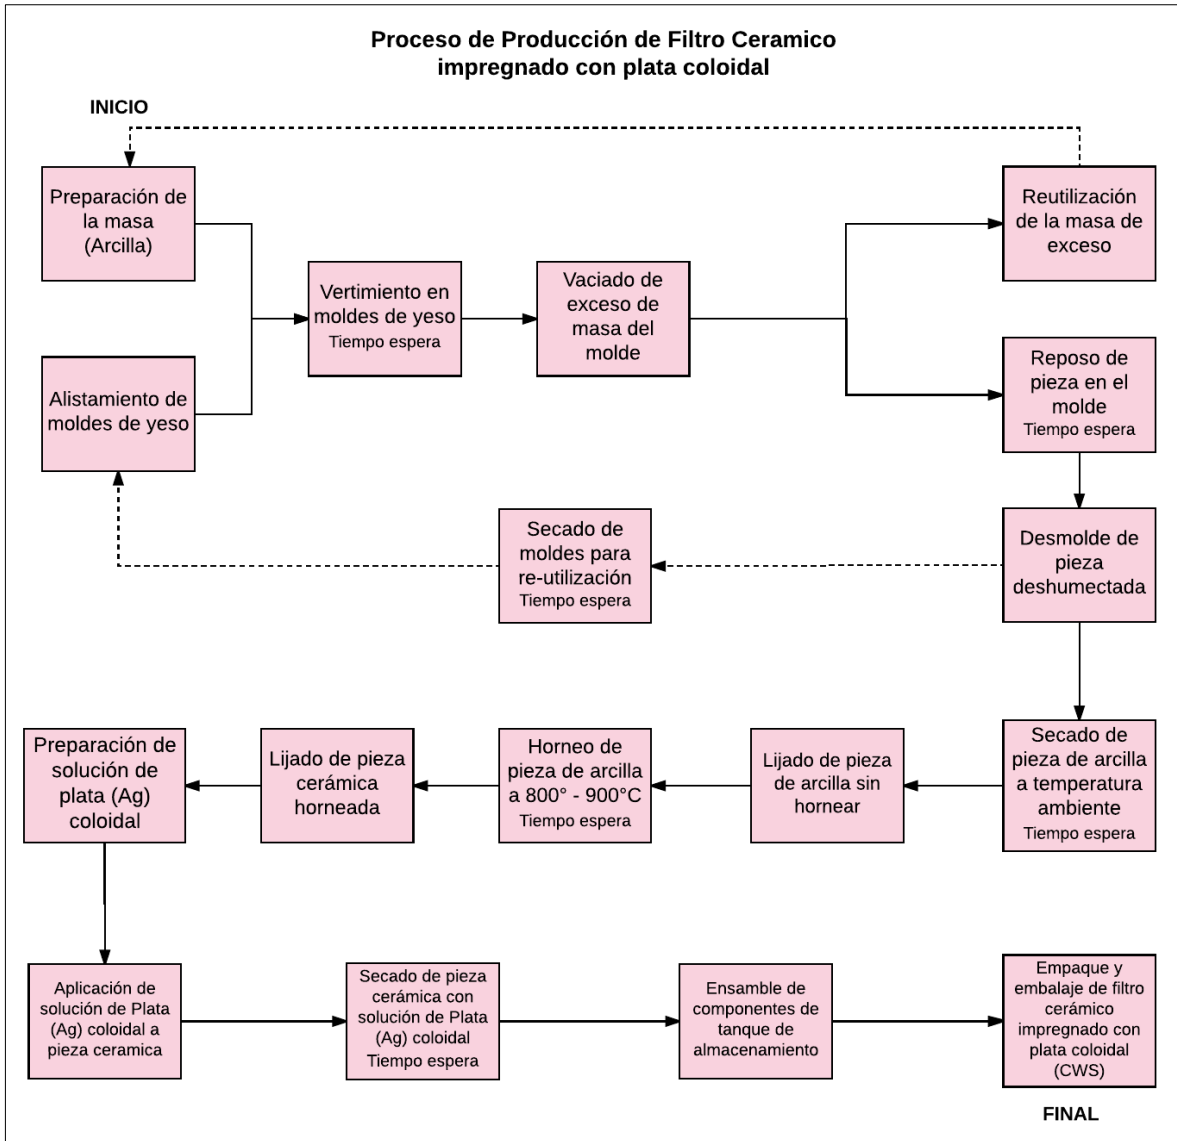 Proceso de Producción de Filtro Ceramico
impregnado con plata coloidal
INICIO
Preparación de
la masa
(Arcilla)
Reutilización
de la masa de
exceso
Vertimiento en
moldes de yeso
Tiempo espera
Vaciado de
exceso de
masa del
molde
Alistamiento de
moldes de yeso
Reposo de
pieza en el
molde
Tiempo espera
Secado de
moldes para
re-utilización
Tiempo espera
Desmolde de
pieza
deshumectada
Preparación de
solución de
plata (Ag)
coloidal
Lijado de pieza
cerámica
horneada
Horneo de
pieza de arcilla
a 800° - 900°C
Tiempo espera
Lijado de pieza
de arcilla sin
hornear
Secado de
pieza de arcilla
a temperatura
ambiente
Tiempo espera
Aplicación de
solución de Plata
(Ag) coloidal a
pieza ceramica
Secado de pieza
cerámica con
solución de Plata
(Ag) coloidal
Tiempo espera
Ensamble de
componentes de
tanque de
almacenamiento
Empaque y
embalaje de filtro
cerámico
impregnado con
plata coloidal
(CWS)
FINAL